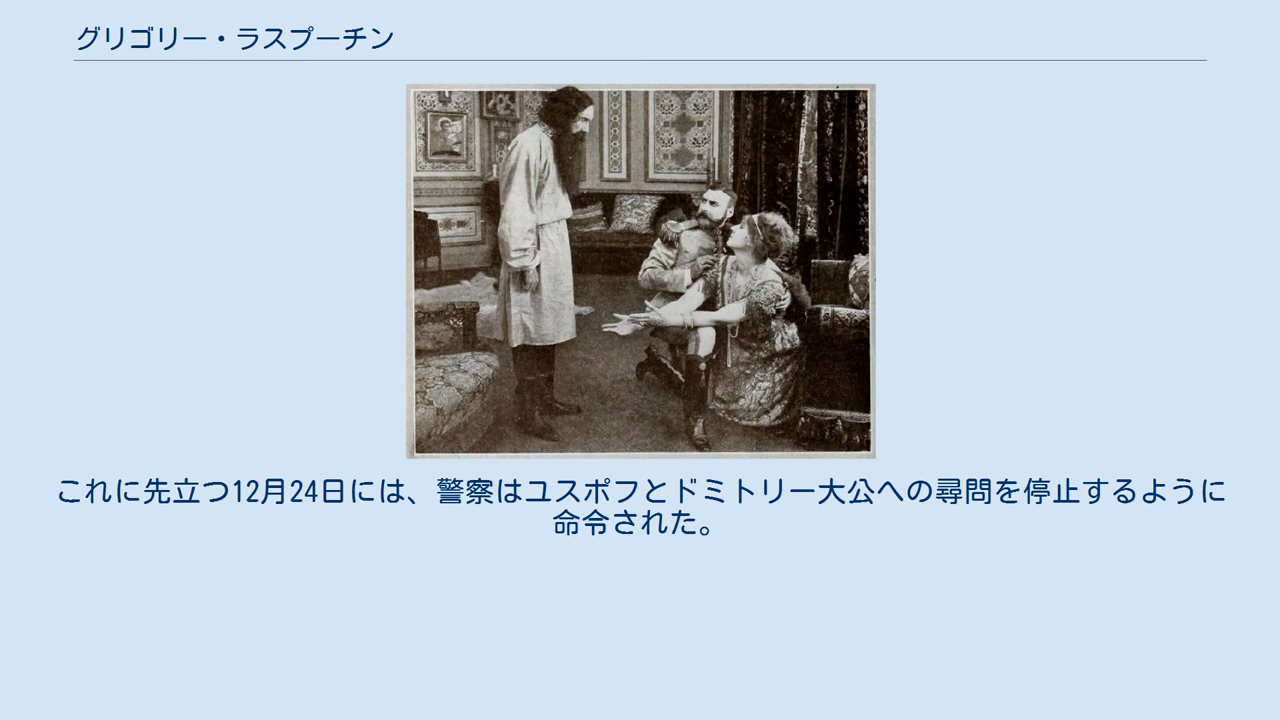 グリゴリー・ラスプーチン
これに先立つ12月24日には、警察はユスポフとドミトリー大公への尋問を停止するように
命令された。